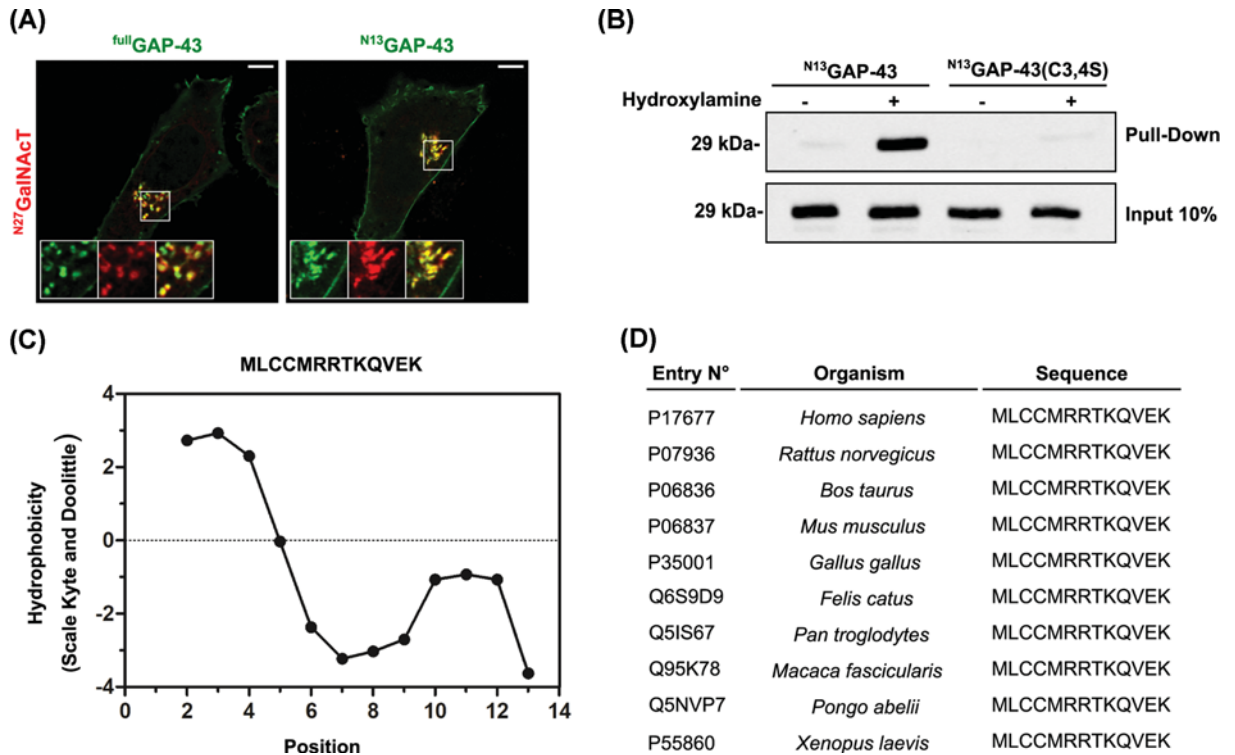 (A)
fullGAP-43
N13GAP-43
N27GalNAcT
(B)
N13GAP-43 N13GAP-43(C3,4S)
Hydroxylamine - + - +
29 kDa- Pull-Down
29 kDa- Input 10%
(C)
MLCCMRRTKQVEK
Hydrophobicity
(Scale Kyte and Doolittle)
4
2
0
-2
-4
0 2 4 6 8 10 12 14
Position
(D)
Entry N° Organism Sequence
P17677 Homo sapiens MLCCMRRTKQVEK
P07936 Rattus norvegicus MLCCMRRTKQVEK
P06836 Bos taurus MLCCMRRTKQVEK
P06837 Mus musculus MLCCMRRTKQVEK
P35001 Gallus gallus MLCCMRRTKQVEK
Q6S9D9 Felis catus MLCCMRRTKQVEK
Q5IS67 Pan troglodytes MLCCMRRTKQVEK
Q95K78 Macaca fascicularis MLCCMRRTKQVEK
Q5NVP7 Pongo abelii MLCCMRRTKQVEK
P55860 Xenopus laevis MLCCMRRTKQVEK